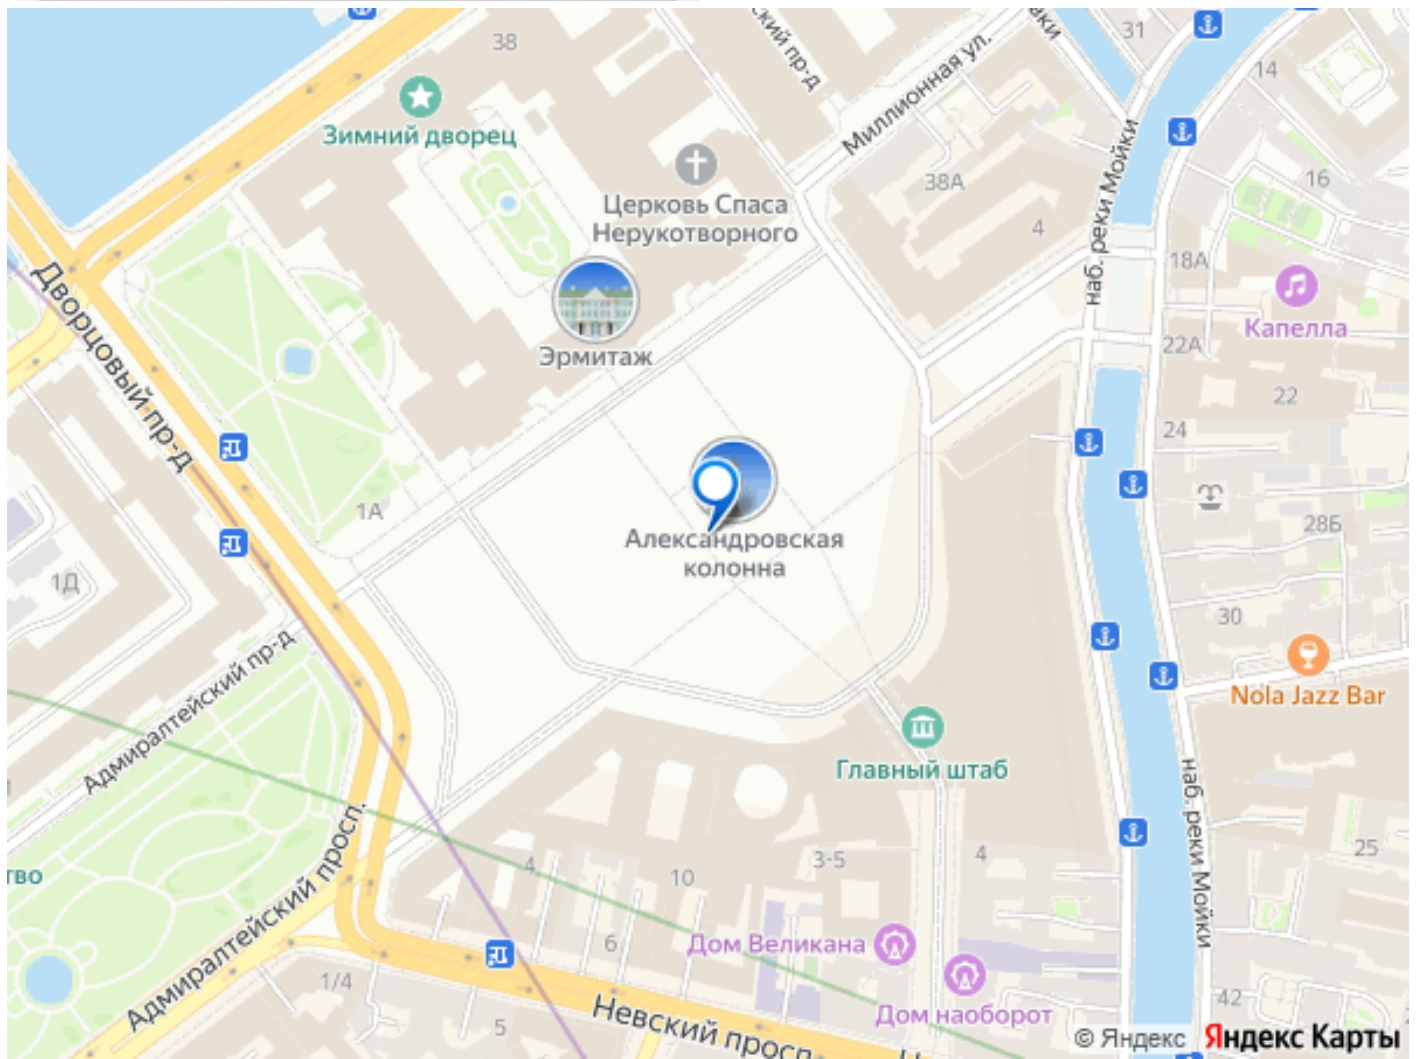 38
31
ский пр-д
Миллионная ул.
14
Зимний дворец
38А
16
Церковь Спаса
Нерукотворного
4
наб. реки Мойки
18А
Дворцовый пр-д
Капелла
Эрмитаж
22А
22
24
1А
28Б
Александровская
колонна
1Д
30
Адмиралтейский пр-д
Nola Jazz Bar
Главный штаб
наб. реки Мойки
3-5
4
25
4
тво
10
Адмиралтейский просп.
6
Дом Великана
1/4
42
5
Невский просп.
Дом наоборот
© Яндекс Яндекс Карты